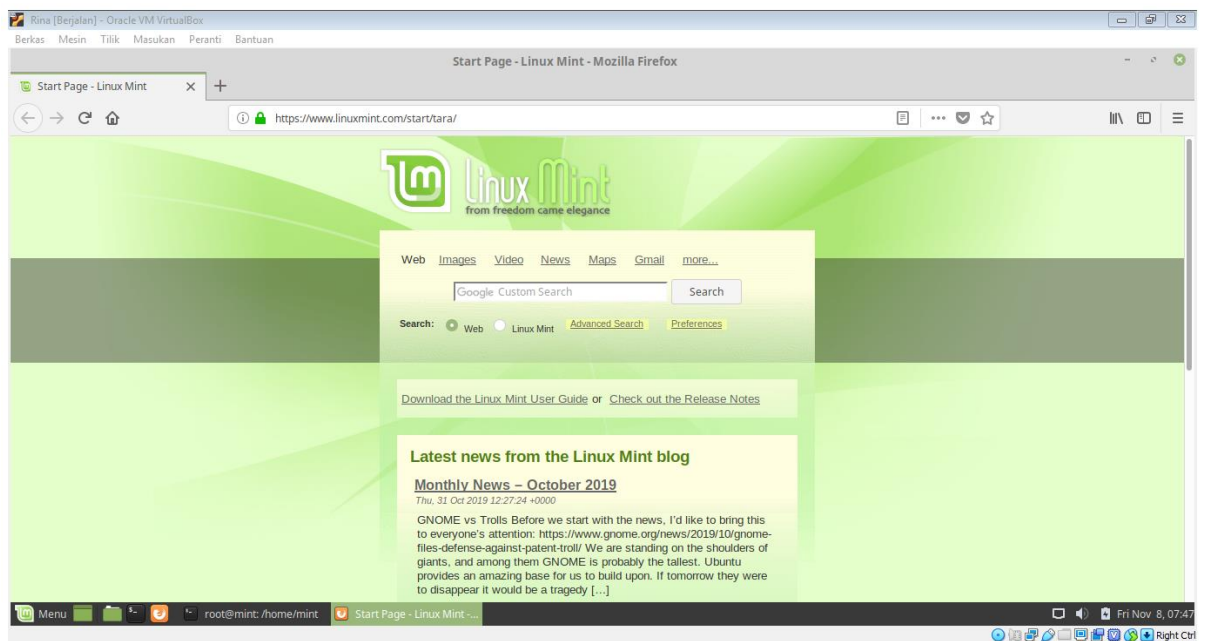 Rina [Berjalan] - Oracle VM VirtualBox
Berkas Mesin Tilik Masukan Peranti Bantuan
Start Page - Linux Mint - Mozilla Firefox
Start Page - Linux Mint
https://www.linuxmint.com/start/tara/
lm Linux Mint
from freedom came elegance
Web Images Video News Maps Gmail more...
Google Custom Search Search
Search: Web Linux Mint Advanced Search Preferences
Download the Linux Mint User Guide or Check out the Release Notes
Latest news from the Linux Mint blog
Monthly News – October 2019
Thu, 31 Oct 2019 12:27:24 +0000
GNOME vs Trolls Before we start with the news, I'd like to bring this
to everyone's attention: https://www.gnome.org/news/2019/10/gnome-
files-defense-against-patent-troll/ We are standing on the shoulders of
giants, and among them GNOME is probably the tallest. Ubuntu
provides an amazing base for us to build upon. If tomorrow they were
to disappear it would be a tragedy […]
Menu root@mint: /home/mint Start Page - Linux Mint -... Fri Nov 8, 07:47
Right Ctrl